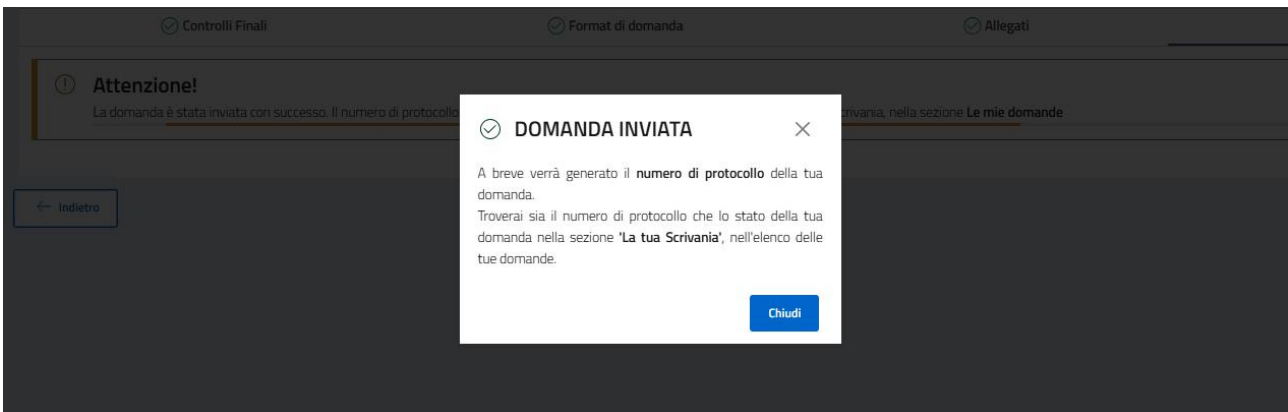 Controlli Finali
Format di domanda
Allegati
Attenzione!
La domanda è stata inviata con successo. Il numero di protocollo
scrivania, nella sezione Le mie domande
DOMANDA INVIATA
A breve verrà generato il numero di protocollo della tua
domanda.
Troverai sia il numero di protocollo che lo stato della tua
domanda nella sezione 'La tua Scrivania', nell'elenco delle
tue domande.
Chiudi
Indietro